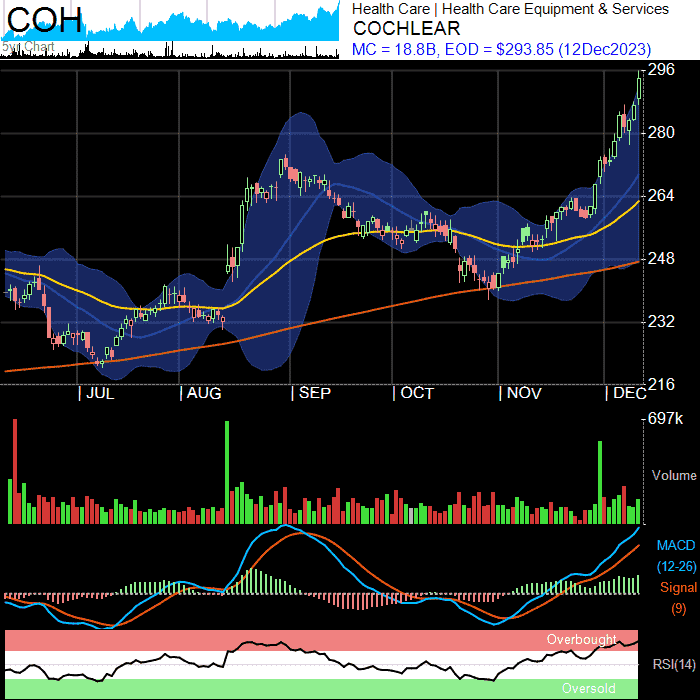 COH
5yr Chart
Health Care | Health Care Equipment & Services
COCHLEAR
MC = 18.8B, EOD = $293.85 (12Dec2023)
296
280
264
248
232
216
| JUL | AUG | SEP | OCT | NOV | DEC
697k
Volume
MACD
(12-26)
Signal
(9)
Overbought
RSI(14)
Oversold